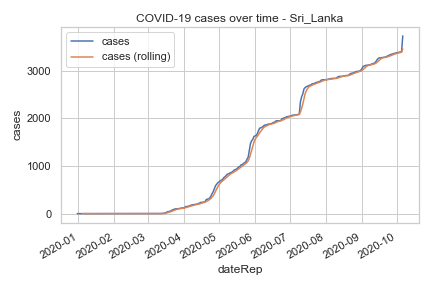 COVID-19 cases over time - Sri_Lanka
cases
cases (rolling)
cases
3000
2000
1000
0
2020-01
2020-02
2020-03
2020-04
2020-05
2020-06
2020-07
2020-08
2020-09
2020-10
dateRep